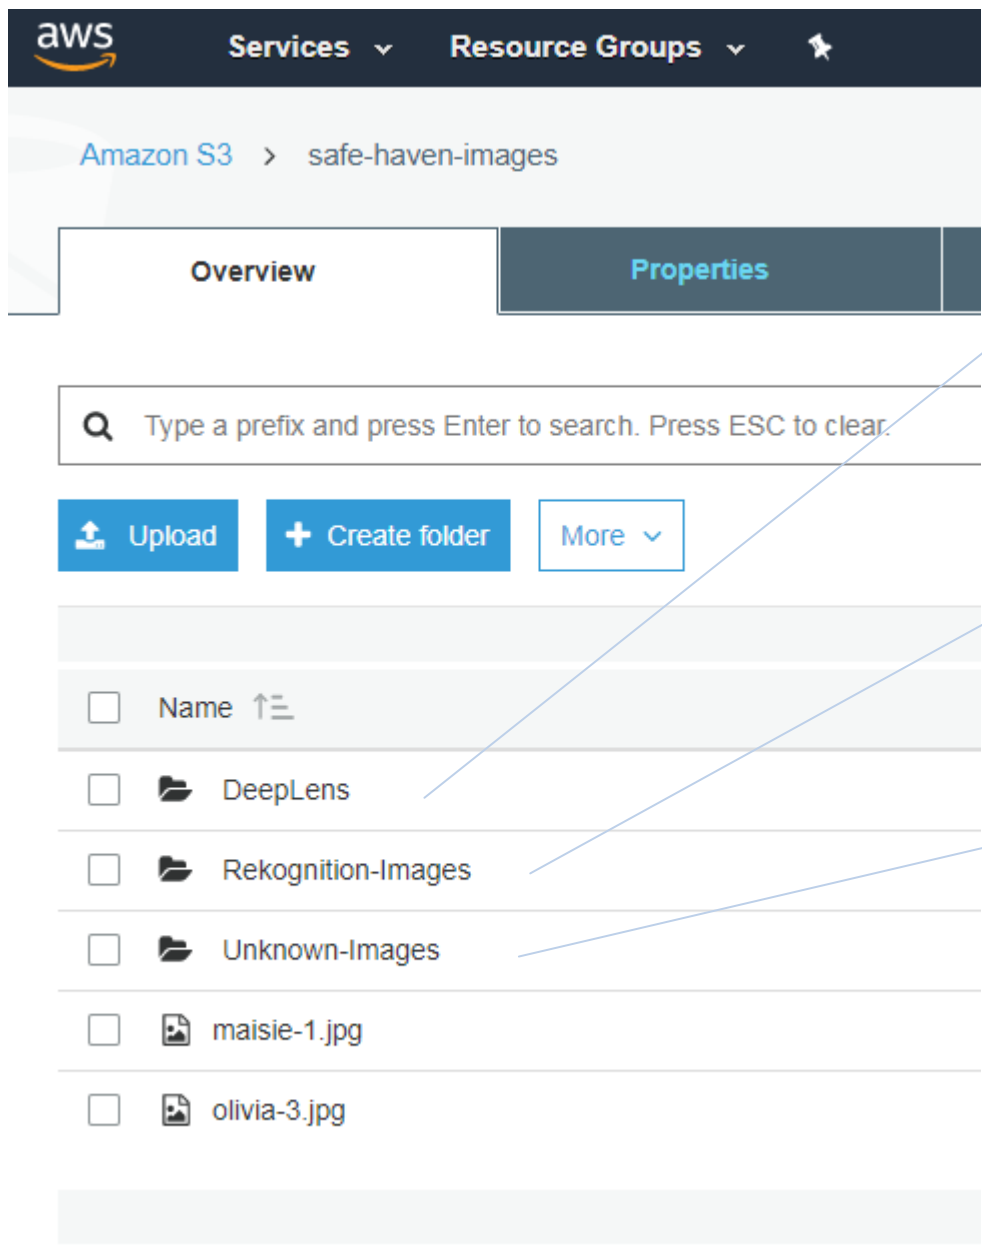 aws Services Resource Groups
Amazon S3 > safe-haven-images
Overview Properties
Type a prefix and press Enter to search. Press ESC to clear.
Upload + Create folder More
Name
DeepLens
Rekognition-Images
Unknown-Images
maisie-1.jpg
olivia-3.jpg